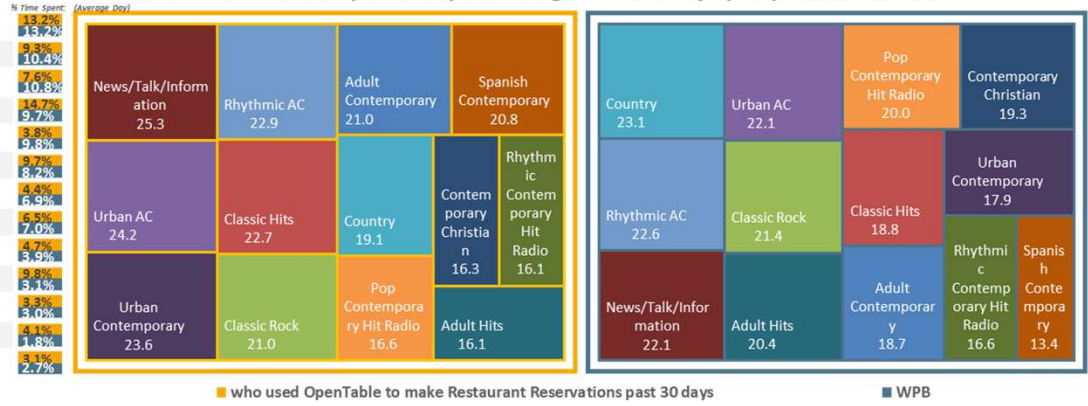 % Time Spent: (Average Day)
13.2%
13.2%
9.3%
10.4%
7.6%
10.8%
14.7%
9.7%
3.8%
9.8%
9.7%
8.2%
4.4%
6.9%
6.5%
7.0%
4.7%
3.9%
9.8%
3.1%
3.3%
3.0%
4.1%
1.8%
3.1%
2.7%
News/Talk/Inform
ation
25.3
Rhythmic AC
22.9
Adult
Contemporary
21.0
Spanish
Contemporary
20.8
Urban AC
24.2
Classic Hits
22.7
Country
19.1
Contem
porary
Christia
n
16.3
Rhythm
ic
Contem
porary
Hit
Radio
16.1
Urban
Contemporary
23.6
Classic Rock
21.0
Pop
Contempora
ry Hit Radio
16.6
Adult Hits
16.1
Country
23.1
Urban AC
22.1
Pop
Contemporary
Hit Radio
20.0
Contemporary
Christian
19.3
Rhythmic AC
22.6
Classic Rock
21.4
Classic Hits
18.8
Urban
Contemporary
17.9
News/Talk/Infor
mation
22.1
Adult Hits
20.4
Adult
Contemporar
y
18.7
Rhythmi
c
Contemp
orary Hit
Radio
16.6
Spanis
h
Conte
mpora
ry
13.4
who used OpenTable to make Restaurant Reservations past 30 days
WPB